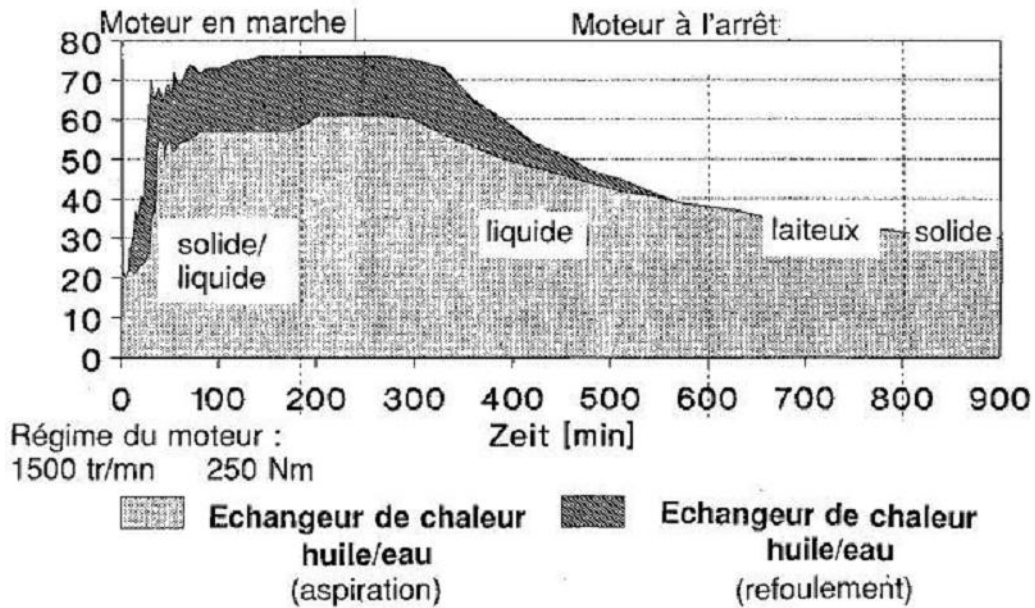 Moteur en marche Moteur à l'arrêt
80
70
60
50
40
30
20
10
0
solide/
liquide
liquide
laiteux
solide
0 100 200 300 400 500 600 700 800 900
Zeit [min]
Régime du moteur :
1500 tr/mn 250 Nm
Echangeur de chaleur
huile/eau
(aspiration)
Echangeur de chaleur
huile/eau
(refoulement)